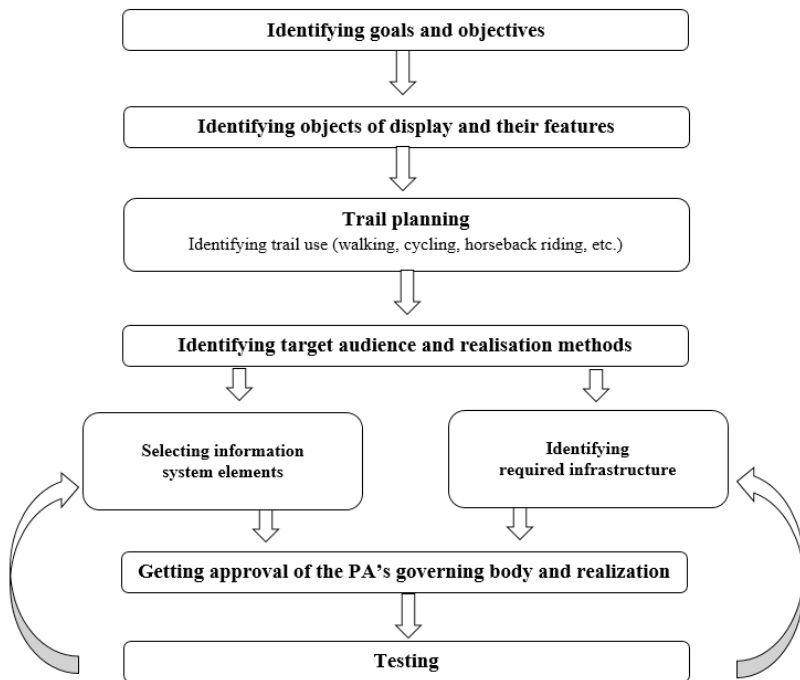 Identifying goals and objectives
Identifying objects of display and their features
Trail planning
Identifying trail use (walking, cycling, horseback riding, etc.)
Identifying target audience and realisation methods
Selecting information
system elements
Identifying
required infrastructure
Getting approval of the PA's governing body and realization
Testing